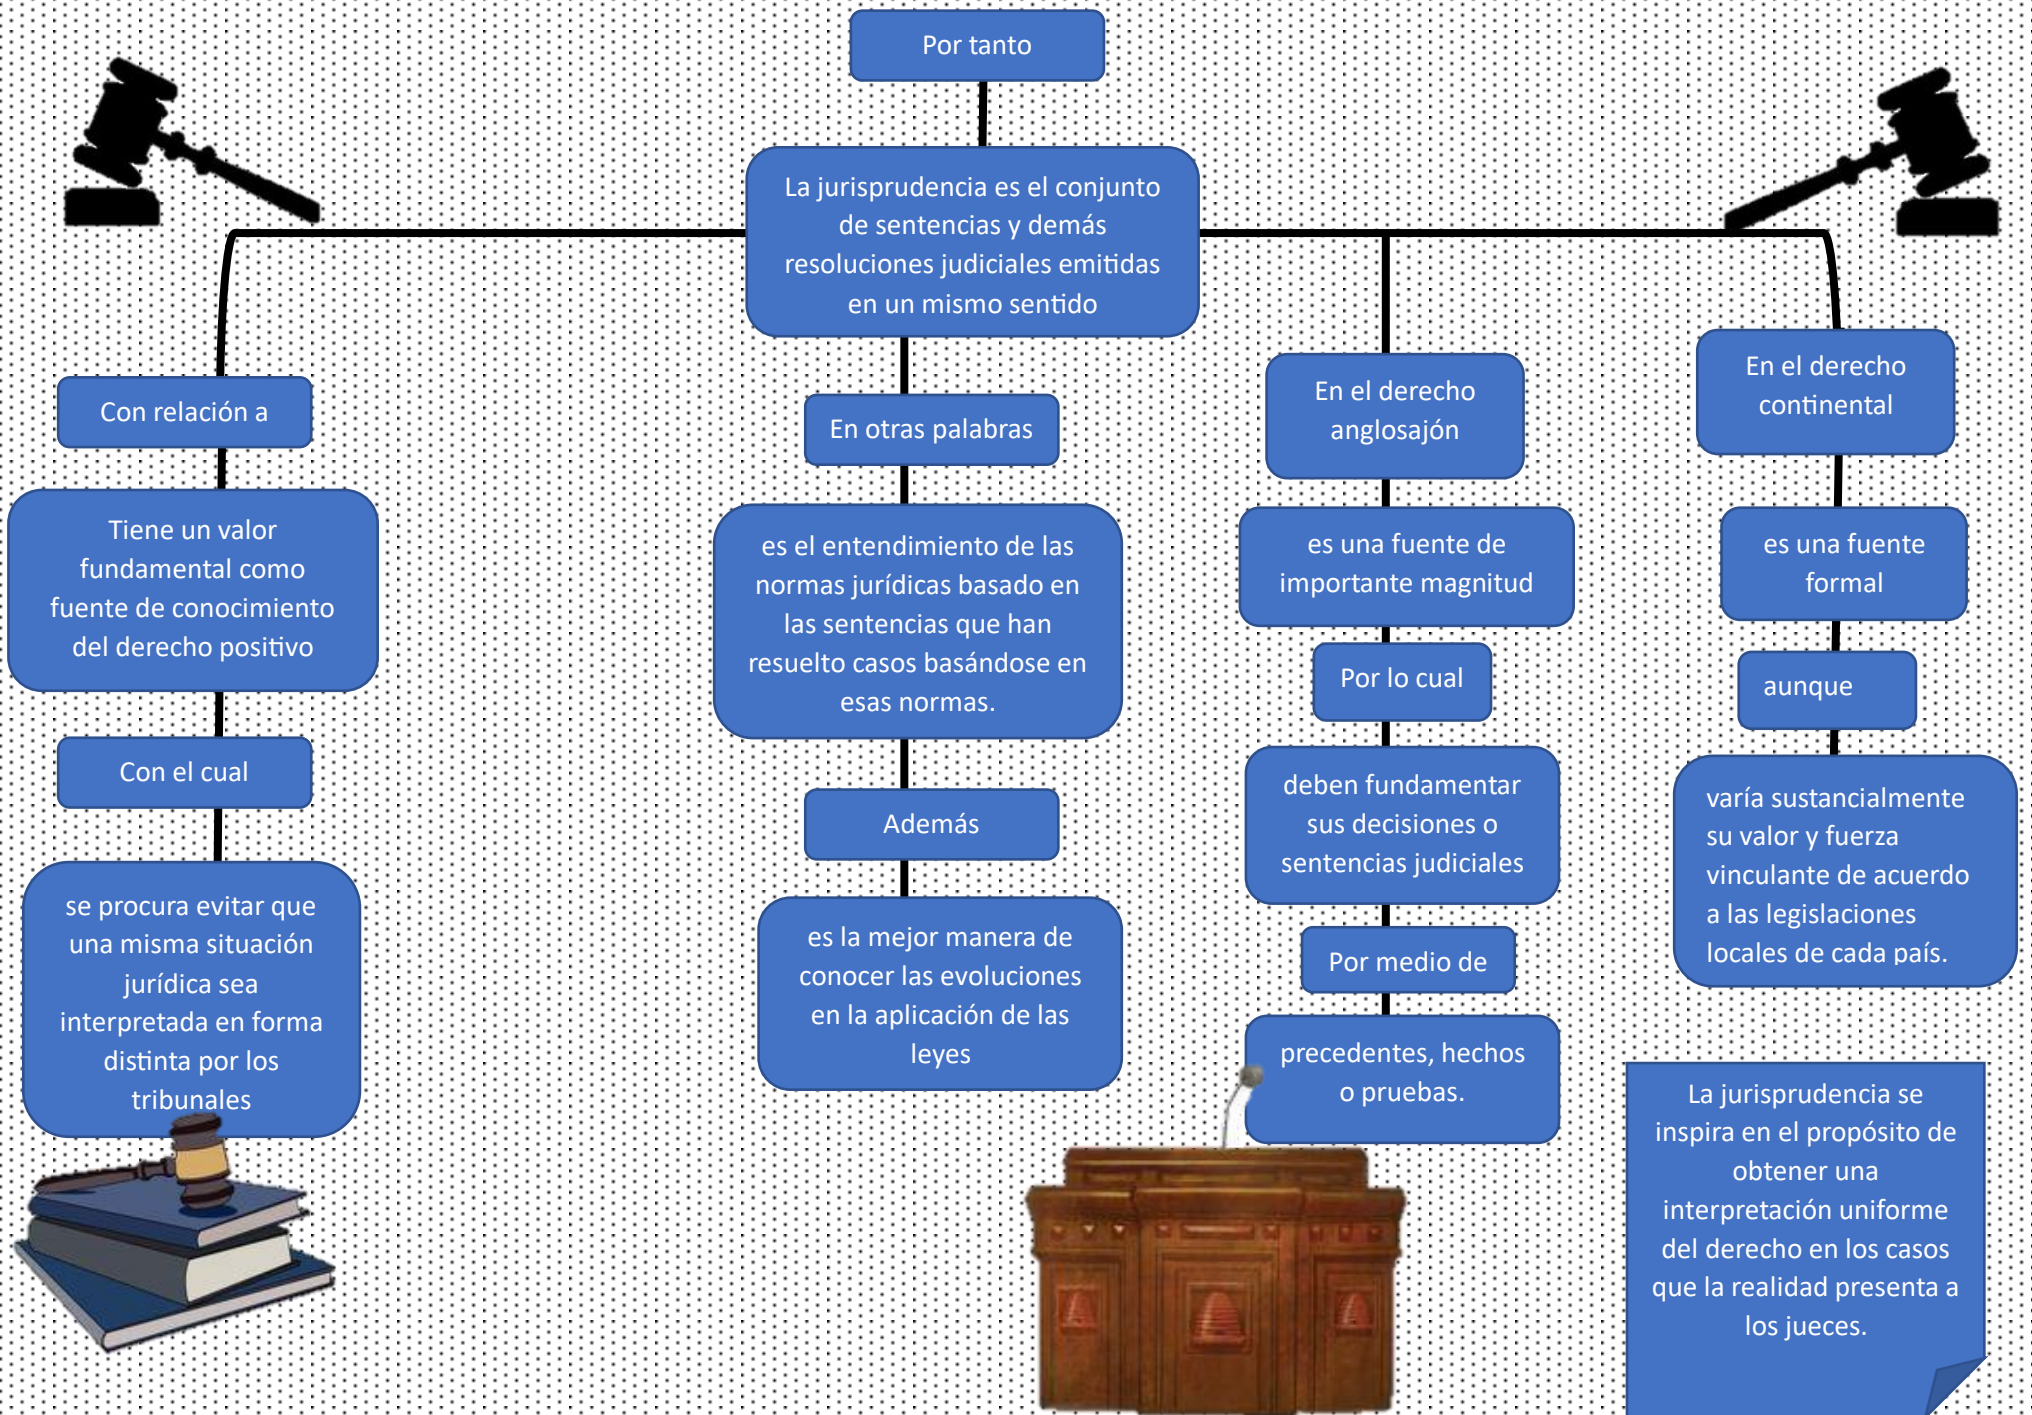 Por tanto
La jurisprudencia es el conjunto
de sentencias y demás
resoluciones judiciales emitidas
en un mismo sentido
Con relación a
Tiene un valor
fundamental como
fuente de conocimiento
del derecho positivo
Con el cual
se procura evitar que
una misma situación
jurídica sea
interpretada en forma
distinta por los
tribunales
En otras palabras
es el entendimiento de las
normas jurídicas basado en
las sentencias que han
resuelto casos basándose en
esas normas.
Además
es la mejor manera de
conocer las evoluciones
en la aplicación de las
leyes
En el derecho
anglosajón
es una fuente de
importante magnitud
Por lo cual
deben fundamentar
sus decisiones o
sentencias judiciales
Por medio de
precedentes, hechos
o pruebas.
En el derecho
continental
es una fuente
formal
aunque
varía sustancialmente
su valor y fuerza
vinculante de acuerdo
a las legislaciones
locales de cada país.
La jurisprudencia se
inspira en el propósito de
obtener una
interpretación uniforme
del derecho en los casos
que la realidad presenta a
los jueces.